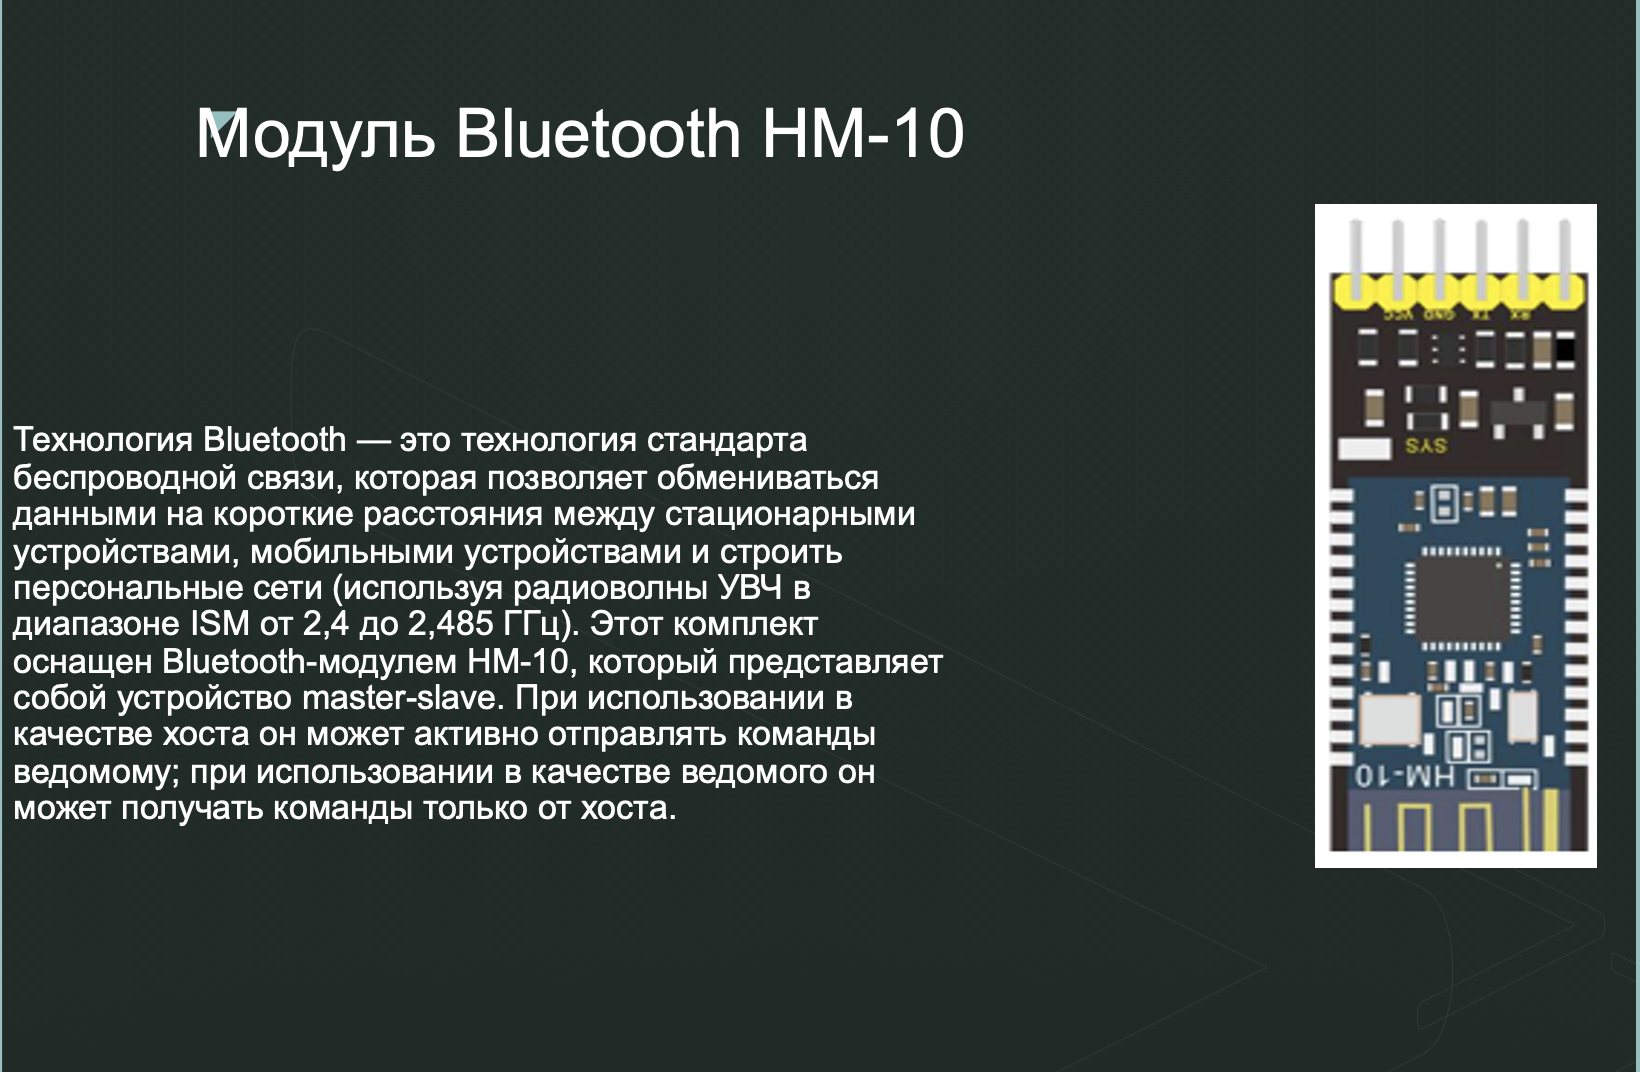 Модуль Bluetooth HM-10
Технология Bluetooth — это технология стандарта
беспроводной связи, которая позволяет обмениваться
данными на короткие расстояния между стационарными
устройствами, мобильными устройствами и строить
персональные сети (используя радиоволны УВЧ в
диапазоне ISM от 2,4 до 2,485 ГГц). Этот комплект
оснащен Bluetooth-модулем HM-10, который представляет
собой устройство master-slave. При использовании в
качестве хоста он может активно отправлять команды
ведомому; при использовании в качестве ведомого он
может получать команды только от хоста.
VCC GND TX RX
SYS
HM-10